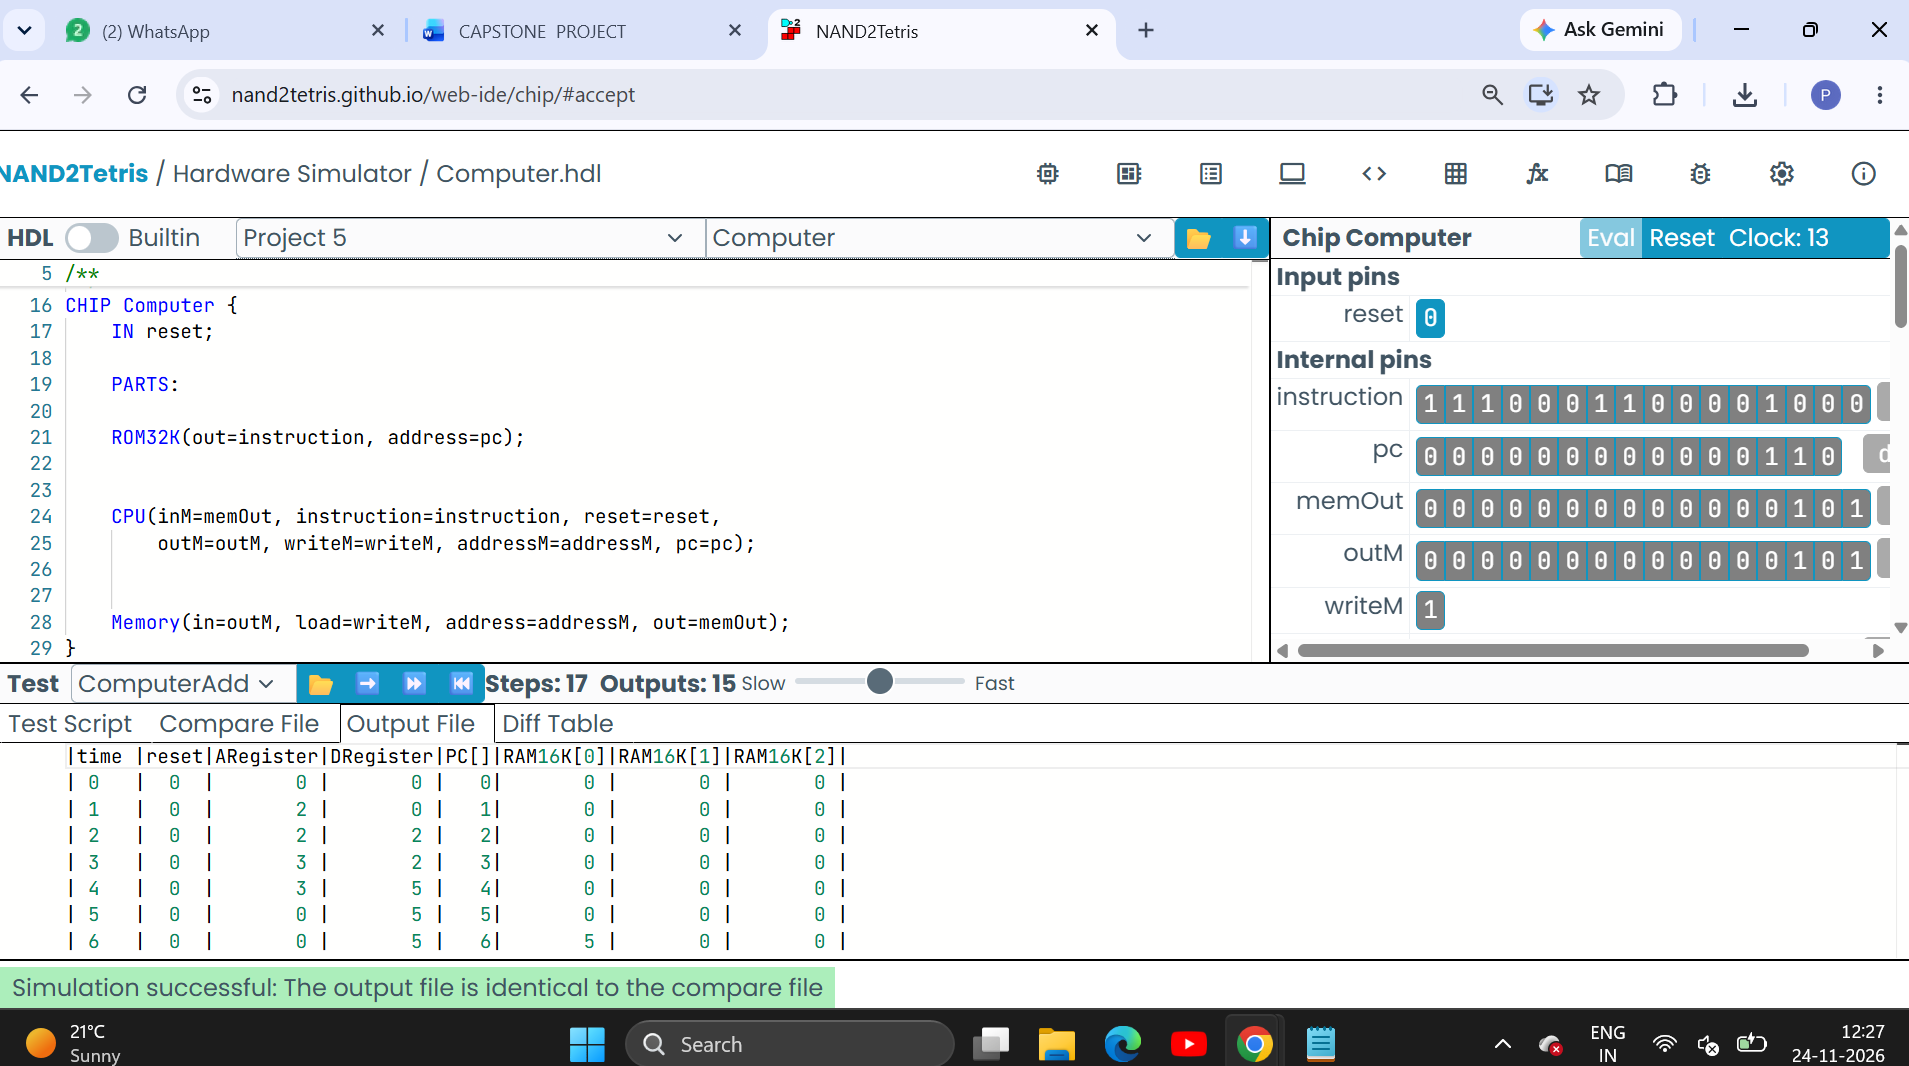 2 (2) WhatsApp
CAPSTONE PROJECT
NAND2Tetris
Ask Gemini
nand2tetris.github.io/web-ide/chip/#accept
P
NAND2Tetris / Hardware Simulator / Computer.hdl
HDL Builtin Project 5 Computer
Chip Computer Eval Reset Clock: 13
5 /**
16 CHIP Computer {
17 IN reset;
18
19 PARTS:
20
21 ROM32K(out=instruction, address=pc);
22
23
24 CPU(inM=memOut, instruction=instruction, reset=reset,
25 outM=outM, writeM=writeM, addressM=addressM, pc=pc);
26
27
28 Memory(in=outM, load=writeM, address=addressM, out=memOut);
29 }
Input pins
reset 0
Internal pins
instruction 1 1 1 0 0 0 1 1 0 0 0 0 1 0 0 0
pc 0 0 0 0 0 0 0 0 0 0 0 0 1 1 0 d
memOut 0 0 0 0 0 0 0 0 0 0 0 0 0 1 0 1
outM 0 0 0 0 0 0 0 0 0 0 0 0 0 1 0 1
writeM 1
Test ComputerAdd Steps: 17 Outputs: 15 Slow Fast
Test Script Compare File Output File Diff Table
|time |reset|ARegister|DRegister|PC[]|RAM16K[0]|RAM16K[1]|RAM16K[2]|
| 0 | 0 | 0 | 0 | 0| 0 | 0 | 0 |
| 1 | 0 | 2 | 0 | 1| 0 | 0 | 0 |
| 2 | 0 | 2 | 2 | 2| 0 | 0 | 0 |
| 3 | 0 | 3 | 2 | 3| 0 | 0 | 0 |
| 4 | 0 | 3 | 5 | 4| 0 | 0 | 0 |
| 5 | 0 | 0 | 5 | 5| 0 | 0 | 0 |
| 6 | 0 | 0 | 5 | 6| 5 | 0 | 0 |
Simulation successful: The output file is identical to the compare file
21°C
Sunny
Search
ENG
IN
12:27
24-11-2026